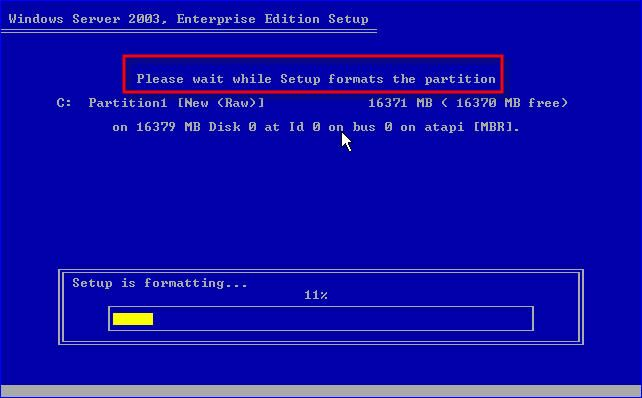 Windows Server 2003, Enterprise Edition Setup
Please wait while Setup formats the partition
C:  Partition1 [New (Raw)]             16371 MB ( 16370 MB free)
on 16379 MB Disk 0 at Id 0 on bus 0 on atapi [MBR].
Setup is formatting...
11%